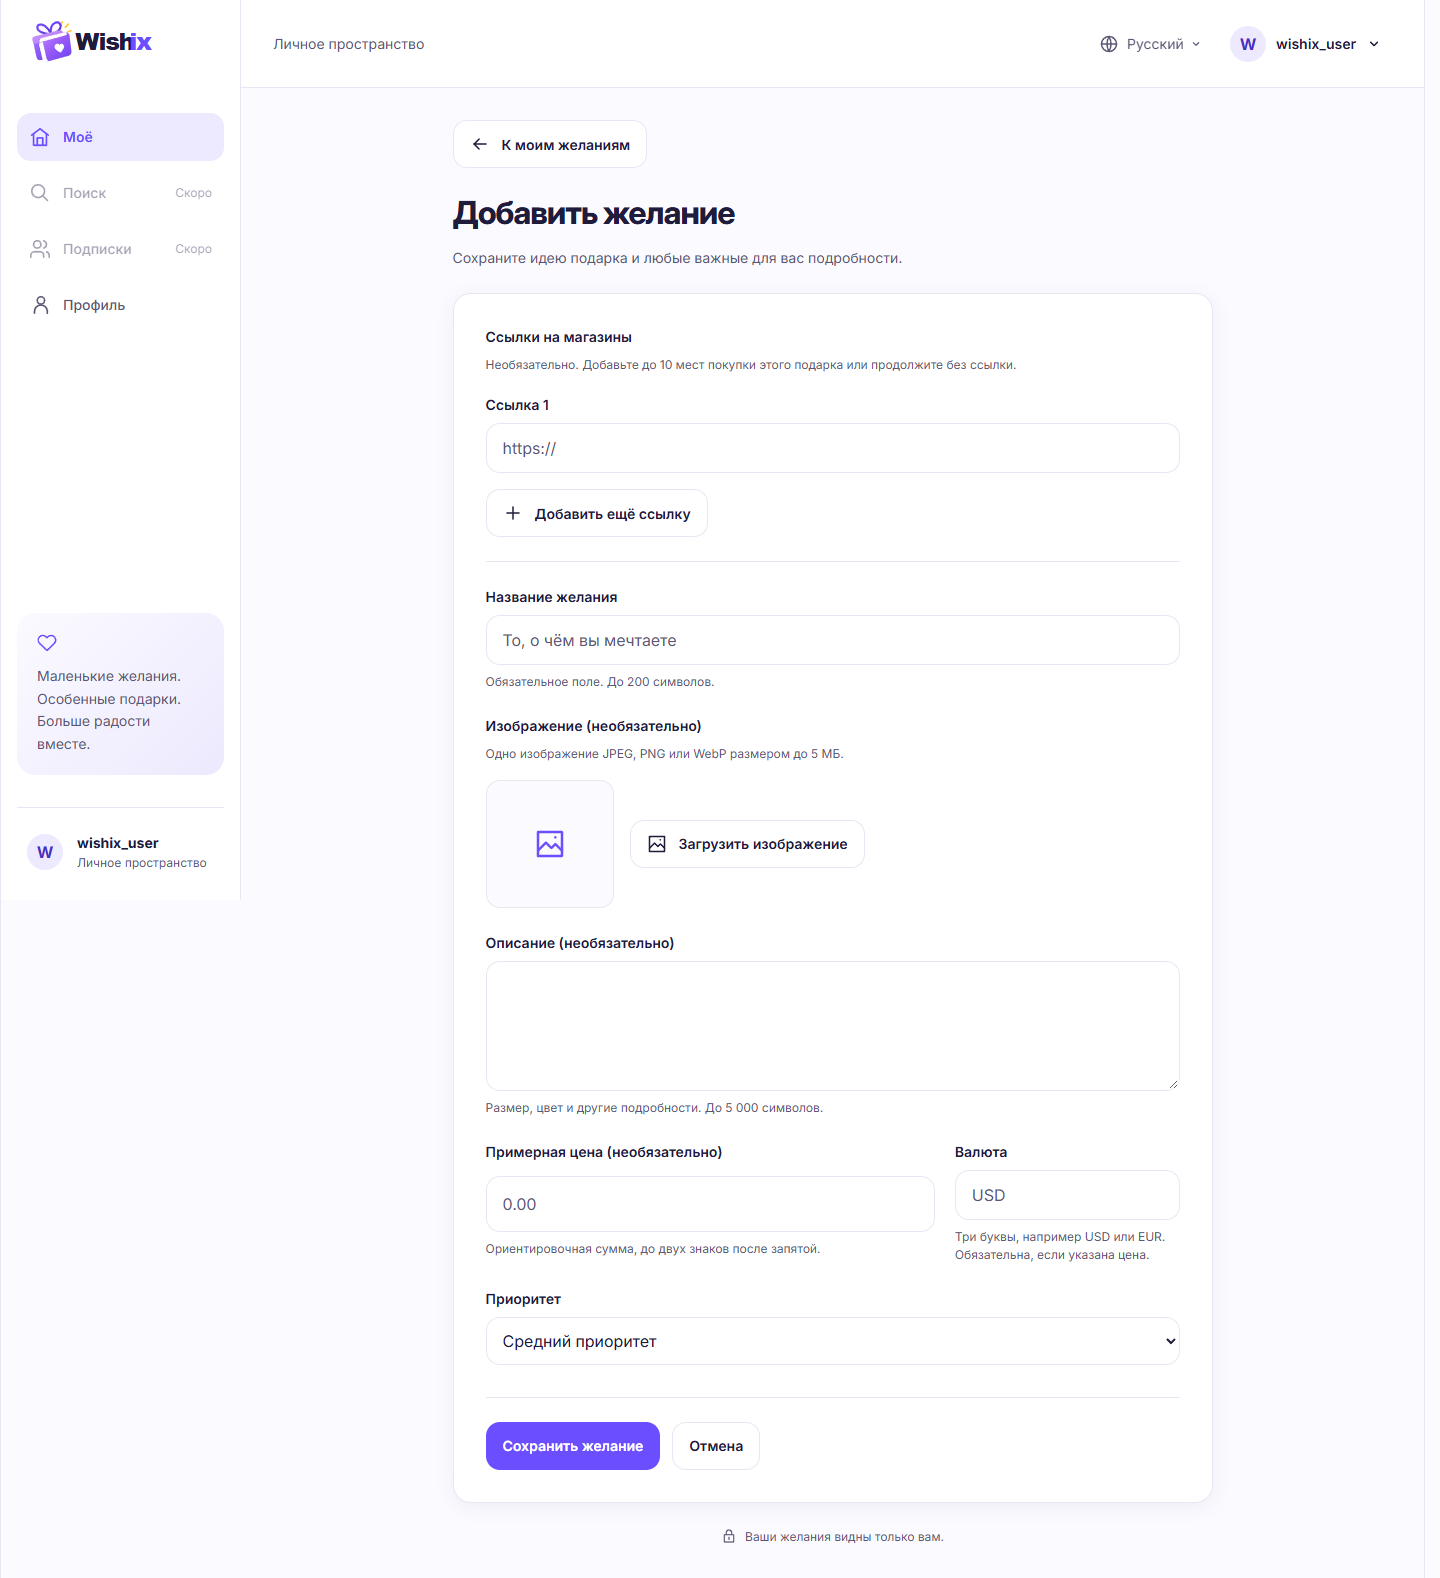 Wishix
Личное пространство
Русский
W
wishix_user
Моё
Поиск
Скоро
Подписки
Скоро
Профиль
Маленькие желания.
Особенные подарки.
Больше радости
вместе.
W
wishix_user
Личное пространство
К моим желаниям
Добавить желание
Сохраните идею подарка и любые важные для вас подробности.
Ссылки на магазины
Необязательно. Добавьте до 10 мест покупки этого подарка или продолжите без ссылки.
Ссылка 1
https://
Добавить ещё ссылку
Название желания
То, о чём вы мечтаете
Обязательное поле. До 200 символов.
Изображение (необязательно)
Одно изображение JPEG, PNG или WebP размером до 5 МБ.
Загрузить изображение
Описание (необязательно)
Размер, цвет и другие подробности. До 5 000 символов.
Примерная цена (необязательно)
0.00
Ориентировочная сумма, до двух знаков после запятой.
Валюта
USD
Три буквы, например USD или EUR.
Обязательна, если указана цена.
Приоритет
Средний приоритет
Сохранить желание
Отмена
Ваши желания видны только вам.